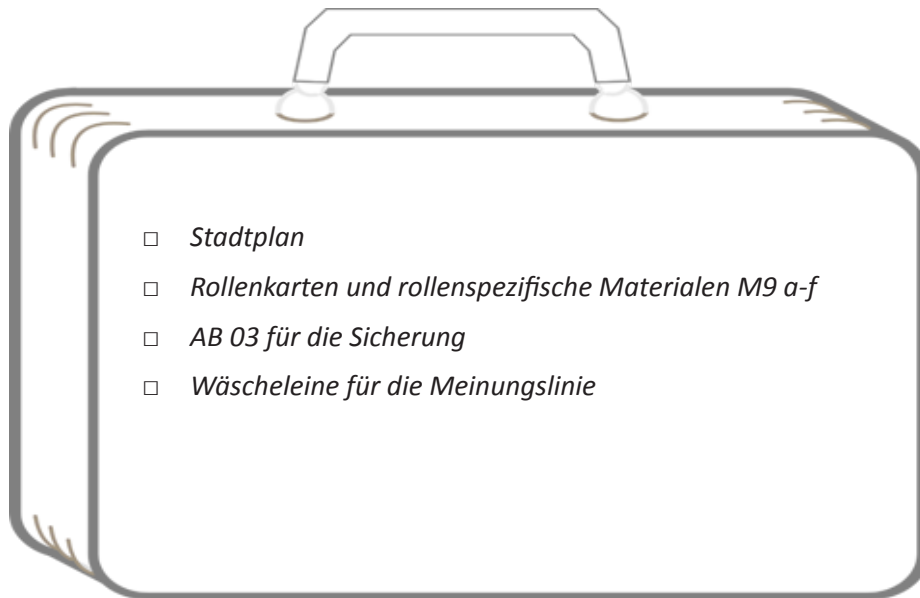 □ Stadtplan
□ Rollenkarten und rollenspezifische Materialen M9 a-f
□ AB 03 für die Sicherung
□ Wäscheleine für die Meinungslinie